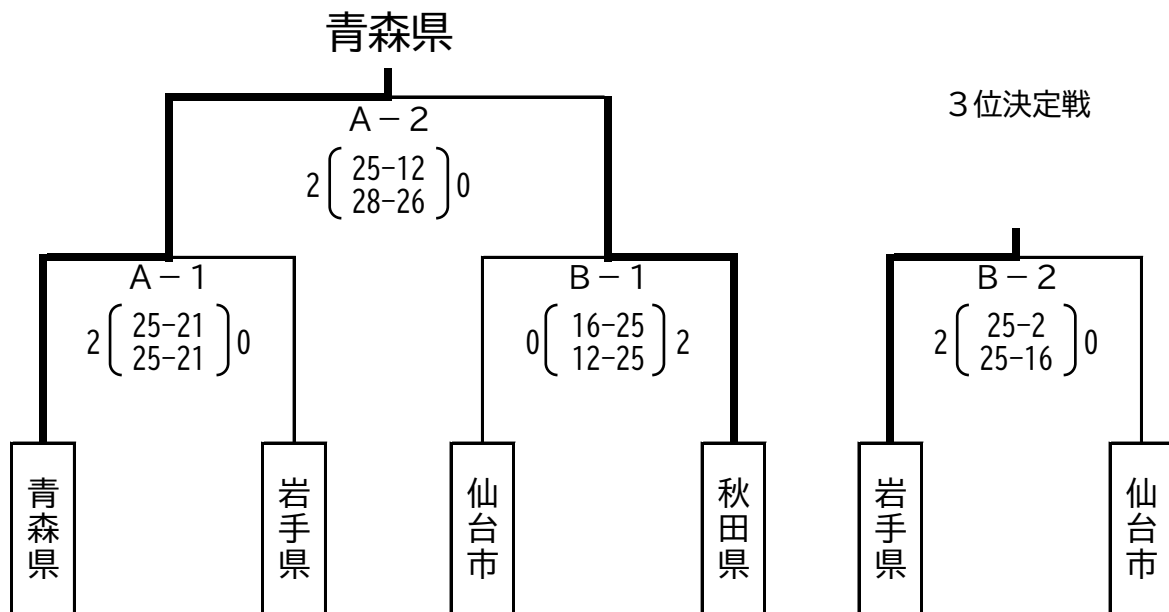 青森県
3位決定戦
A-2
2 25-12 0
28-26
A-1
2 25-21 0
25-21
B-1
0 16-25 2
12-25
B-2
2 25-2 0
25-16
青森県
岩手県
仙台市
秋田県
岩手県
仙台市